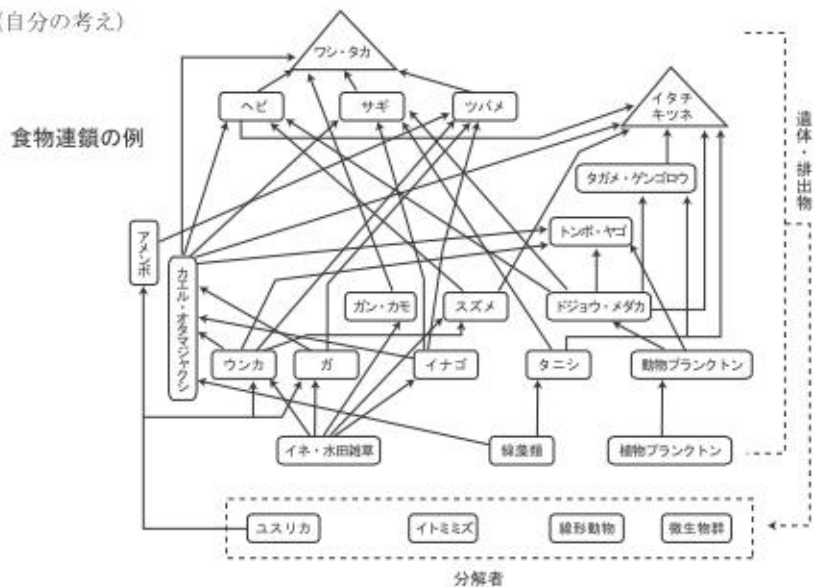 (自分の考え)
ワシ・タカ
ヘビ
サギ
ツバメ
イタチ
キツネ
食物連鎖の例
遺体・排出物
タガメ・ゲンゴロウ
アメンボ
トンボ・ヤゴ
カエル・オタマジャクシ
ガン・カモ
スズメ
ドジョウ・メダカ
ウンカ
ガ
イナゴ
タニシ
動物プランクトン
イネ・水田雑草
緑藻類
植物プランクトン
ユスリカ
イトミミズ
線形動物
微生物群
分解者